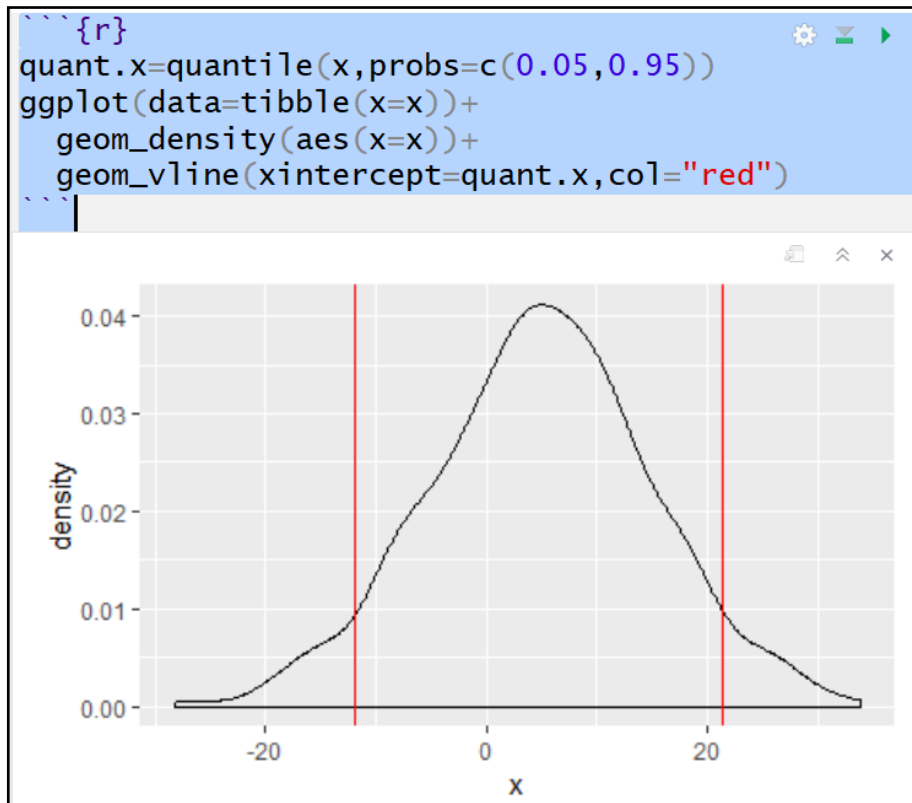 ```{r}
quant.x=quantile(x,probs=c(0.05,0.95))
ggplot(data=tibble(x=x))+
  geom_density(aes(x=x))+
  geom_vline(xintercept=quant.x,col="red")
```
0.04
0.03
0.02
0.01
0.00
density
-20 0 20
x